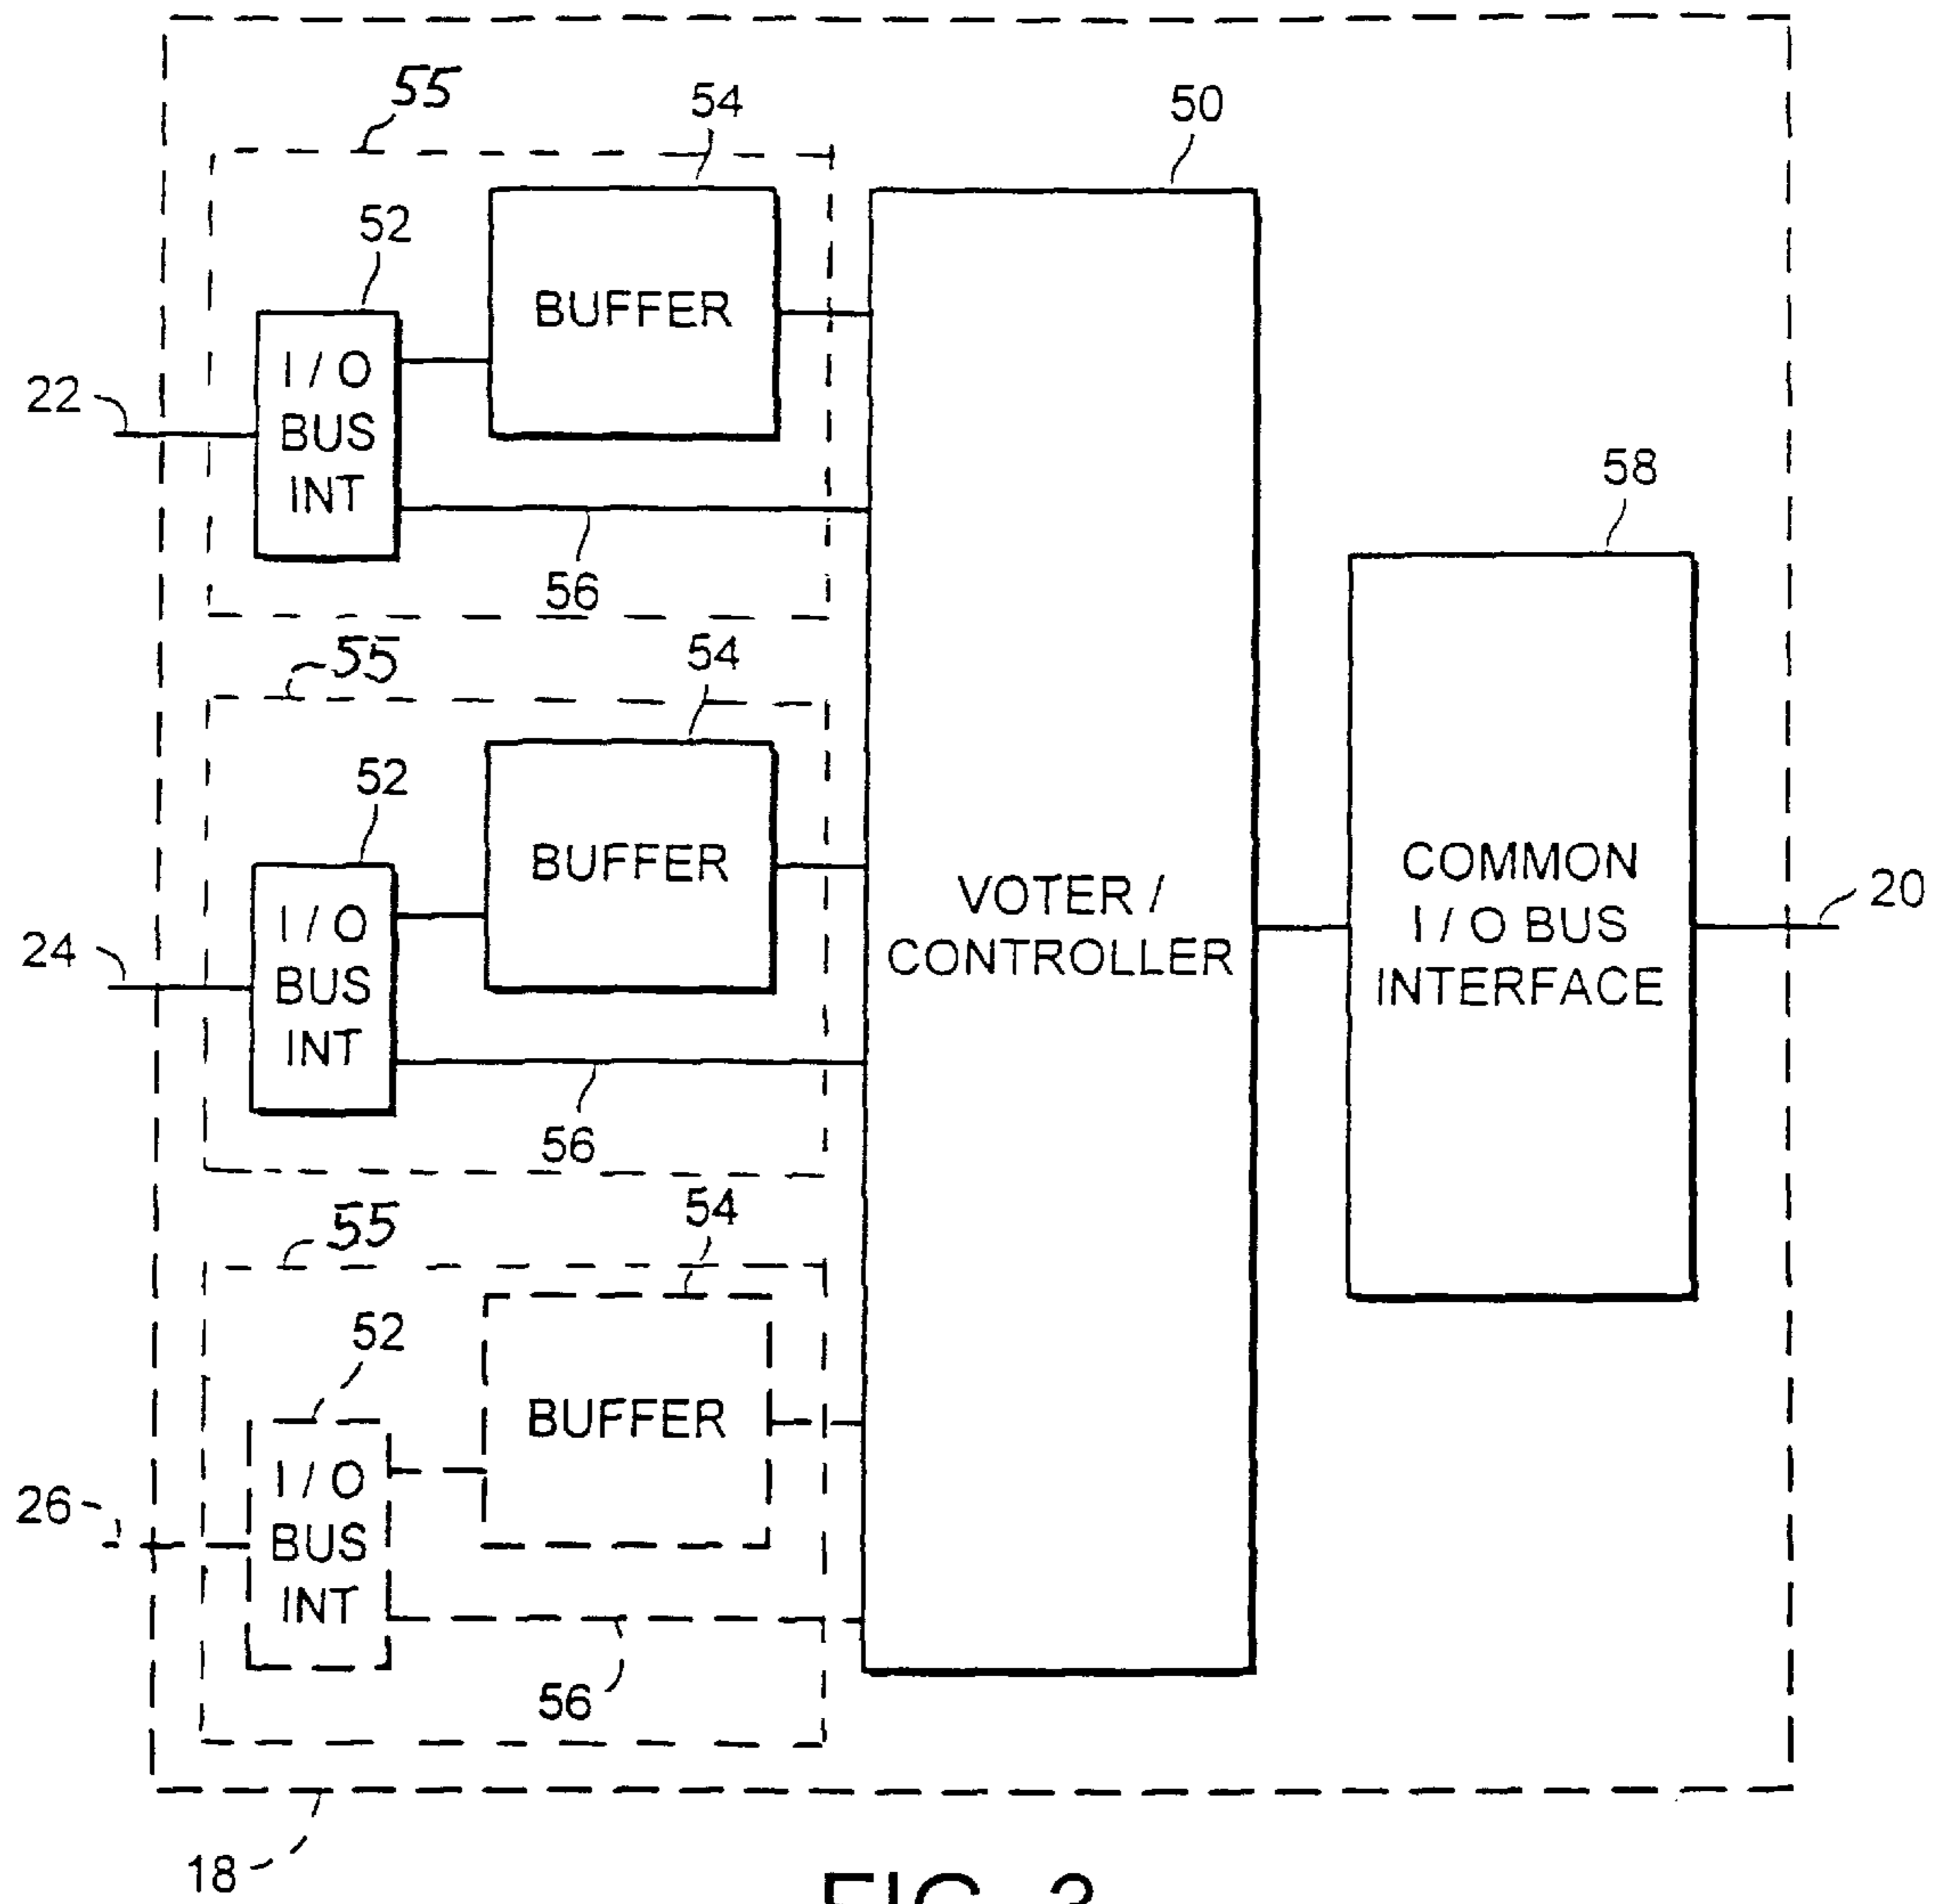 55
54
50
52
BUFFER
I / O
BUS
INT
22
58
56
55
54
52
BUFFER
I / O
BUS
INT
24
VOTER /
CONTROLLER
COMMON
I / O BUS
INTERFACE
20
56
55
54
52
BUFFER
I / O
BUS
INT
26
56
18
FIG.